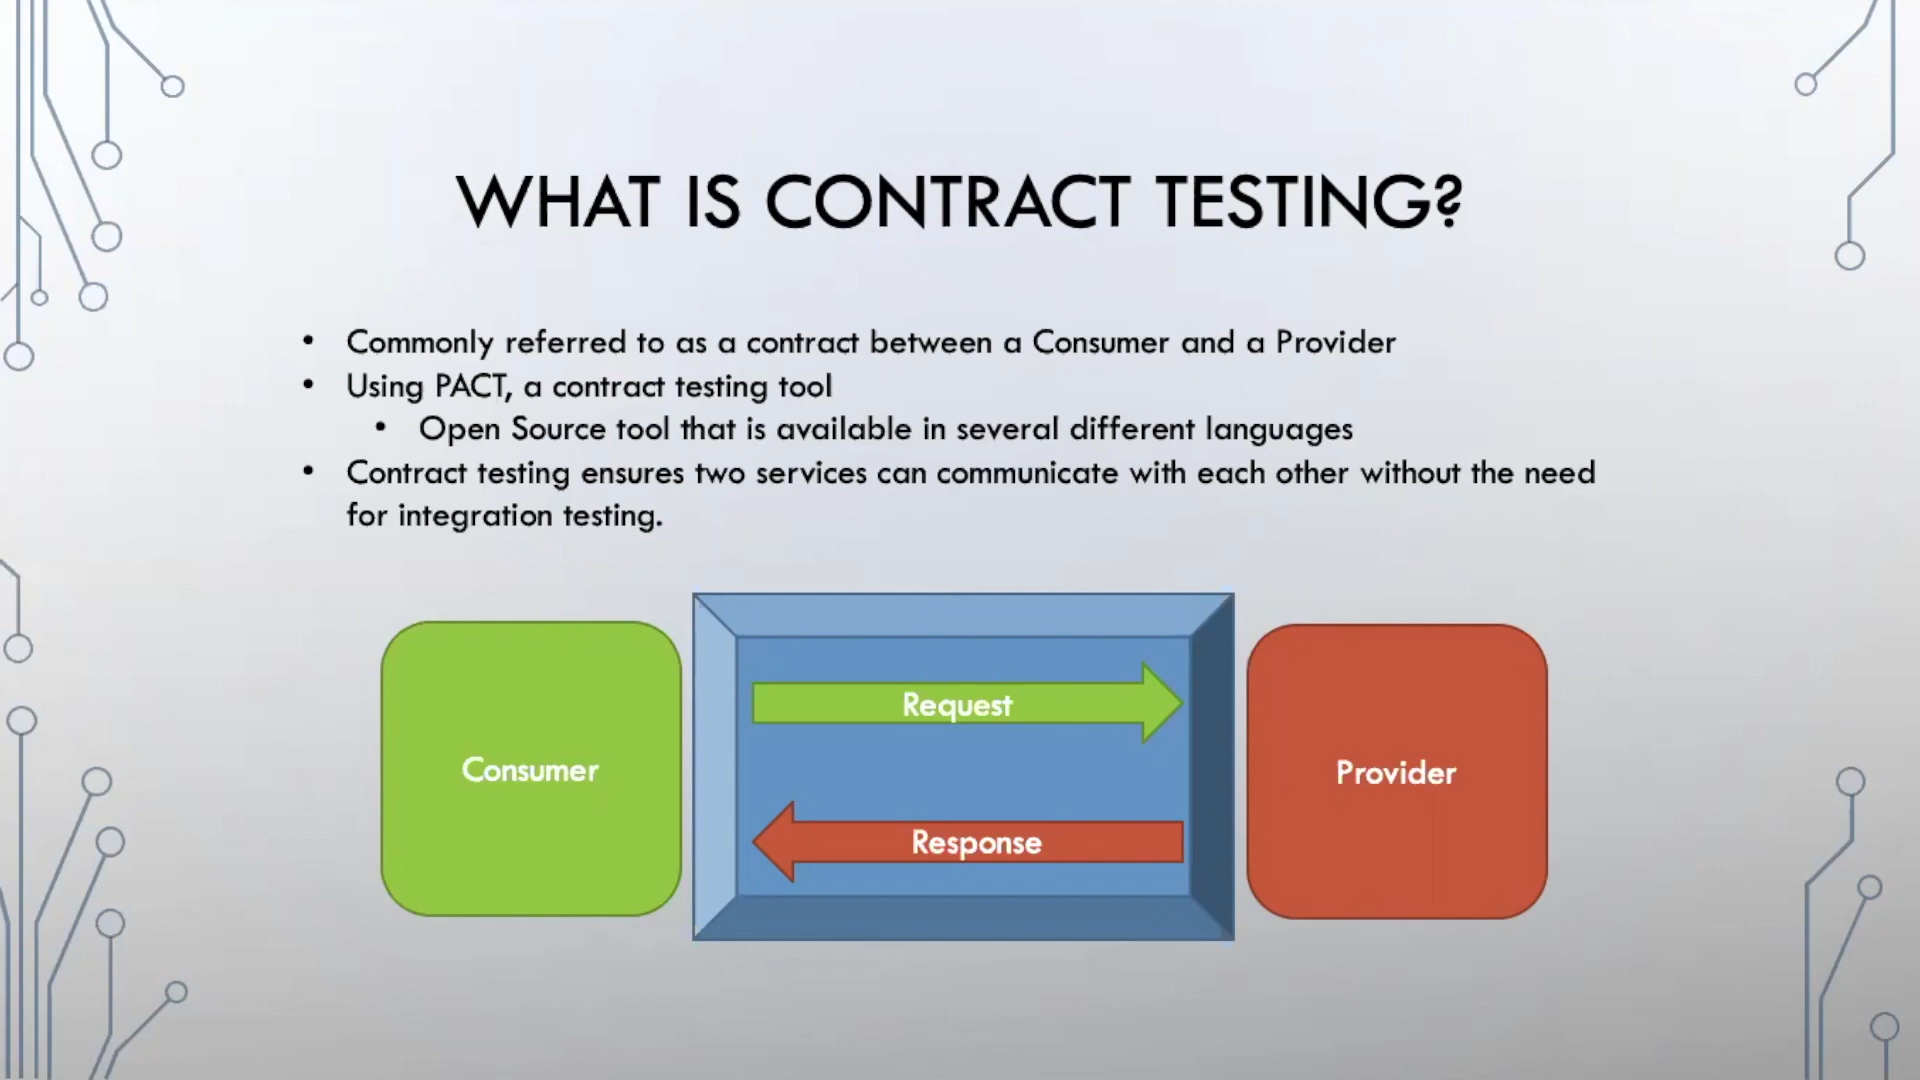 WHAT IS CONTRACT TESTING?
• Commonly referred to as a contract between a Consumer and a Provider
• Using PACT, a contract testing tool
• Open Source tool that is available in several different languages
• Contract testing ensures two services can communicate with each other without the need
for integration testing.
Request
Consumer
Provider
Response